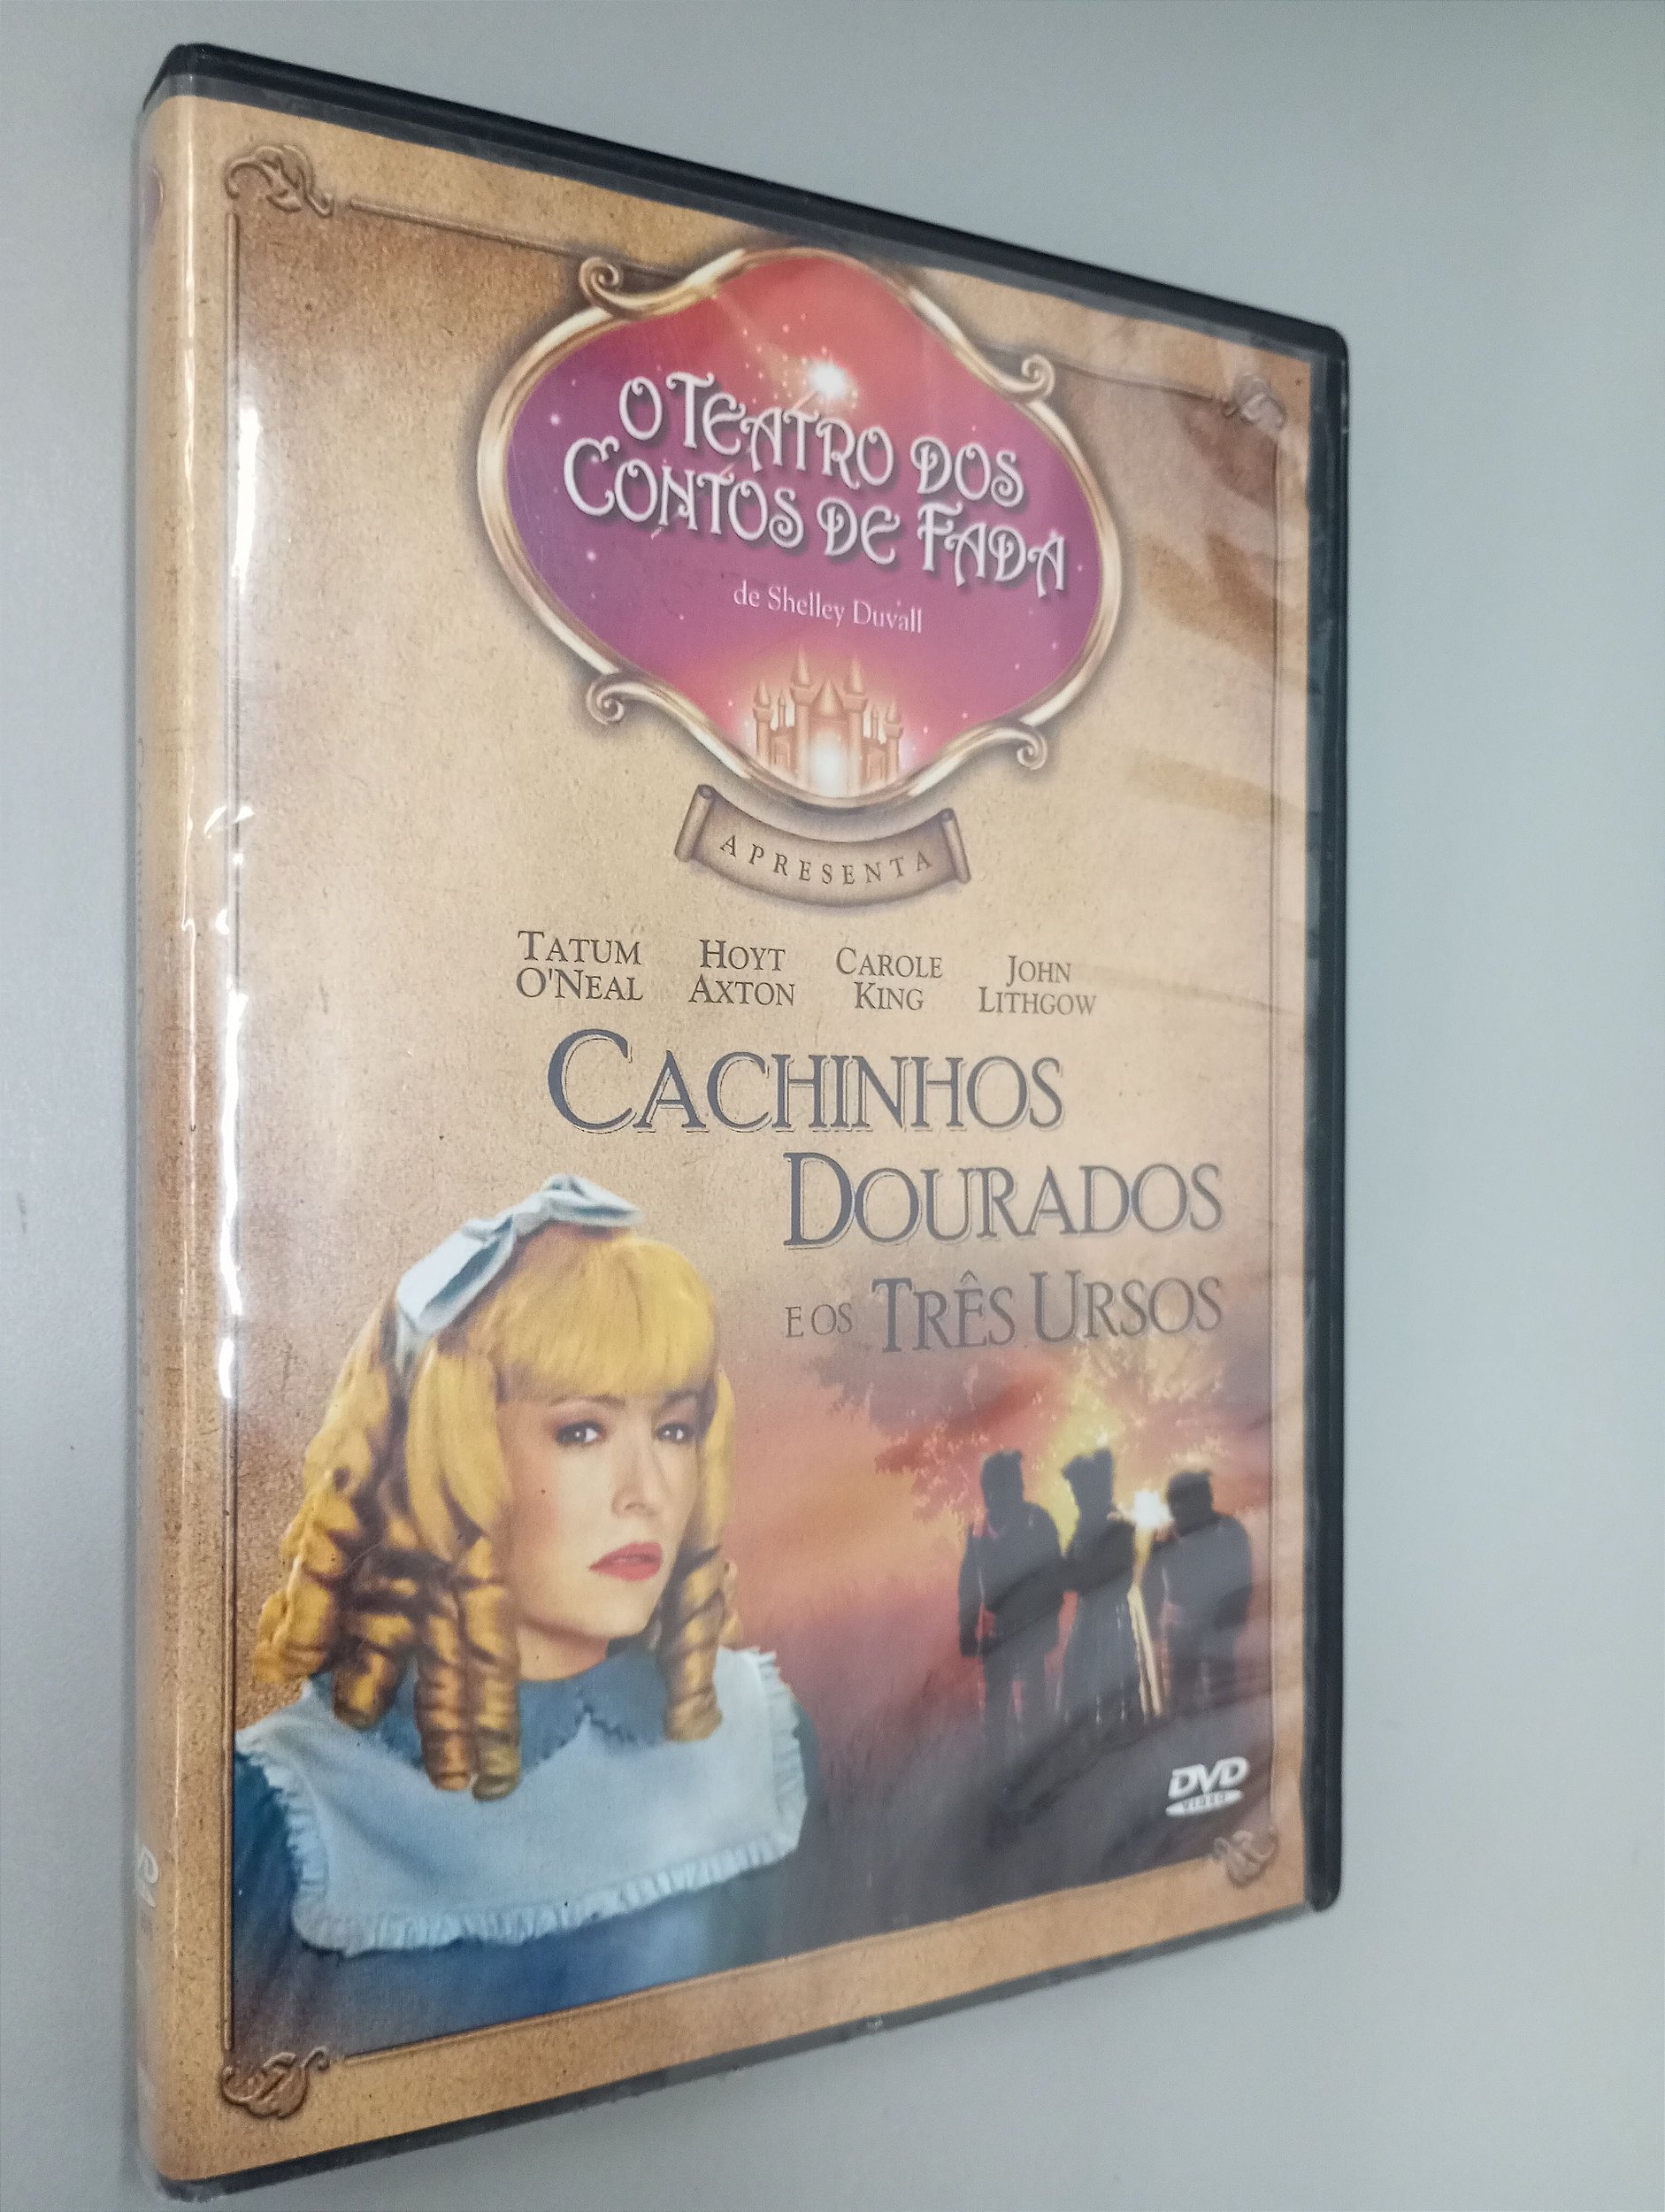 O TEATRO DOS
CONTOS DE FADA
de Shelley Duvall
APRESENTA
TATUM
O'NEAL
HOYT
AXTON
CAROLE
KING
JOHN
LITHGOW
CACHINHOS
DOURADOS
E OS TRÊS URSOS
DVD
VIDEO